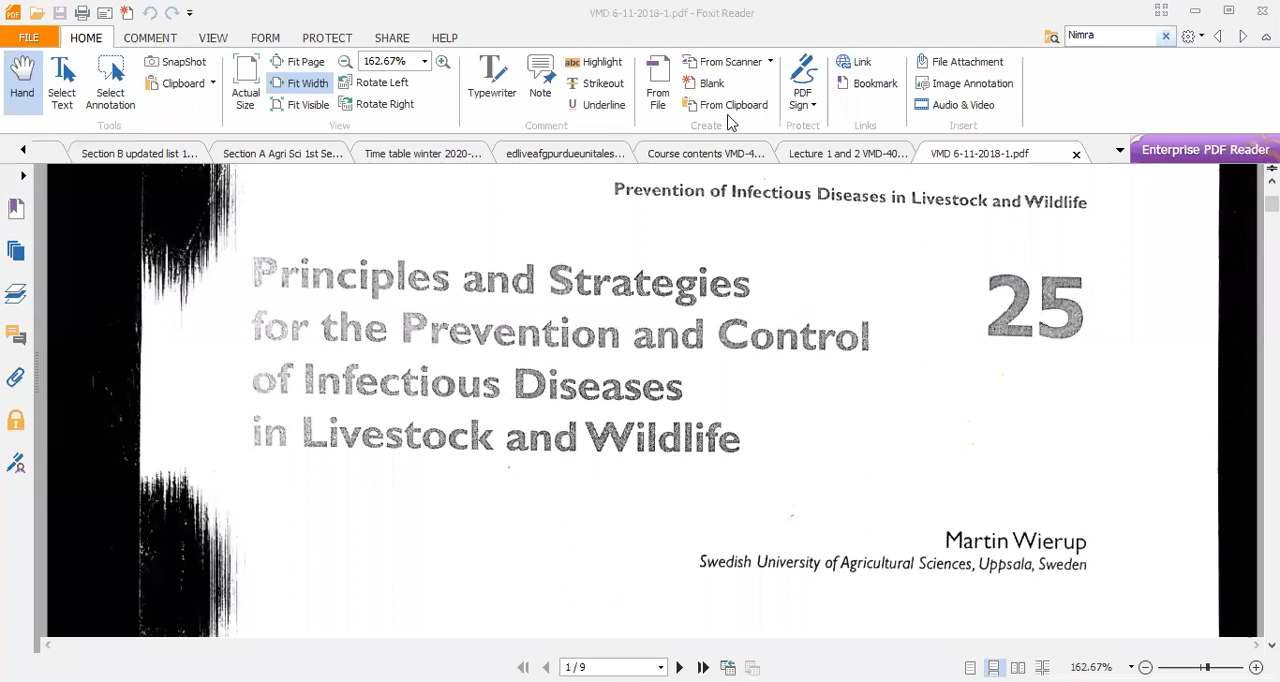 VMD 6-11-2018-1.pdf - Foxit Reader
FILE HOME COMMENT VIEW FORM PROTECT SHARE HELP Nimra
Hand
Select Text
Select Annotation
SnapShot
Clipboard
Tools
Actual Size
Fit Page
Fit Width
Fit Visible
162.67%
Rotate Left
Rotate Right
View
Typewriter
Note
Highlight
Strikeout
Underline
Comment
From File
From Scanner
Blank
From Clipboard
Create
PDF Sign
Protect
Link
Bookmark
Links
File Attachment
Image Annotation
Audio & Video
Insert
Section B updated list 1... Section A Agri Sci 1st Se... Time table winter 2020-... edliveafgpurdueunitales... Course contents VMD-4... Lecture 1 and 2 VMD-40... VMD 6-11-2018-1.pdf Enterprise PDF Reader
Prevention of Infectious Diseases in Livestock and Wildlife
Principles and Strategies
for the Prevention and Control
of Infectious Diseases
in Livestock and Wildlife
25
Martin Wierup
Swedish University of Agricultural Sciences, Uppsala, Sweden
1 / 9 162.67%